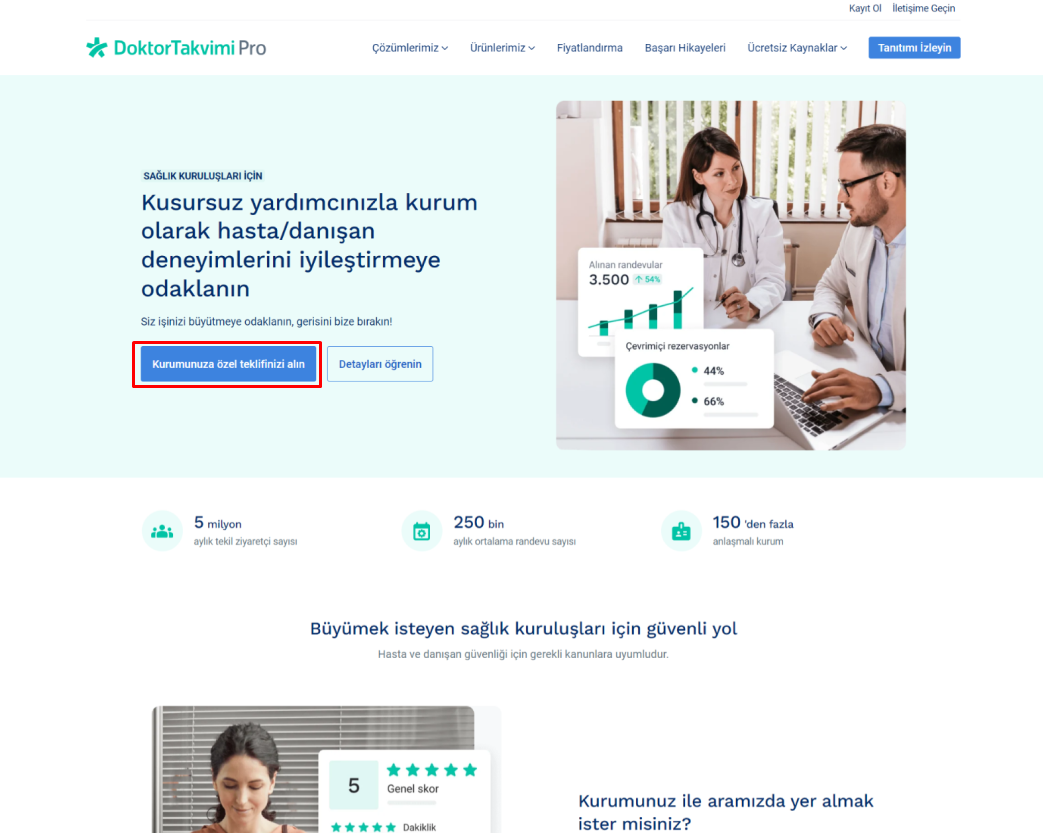 Kayıt Ol İletişime Geçin
DoktorTakvimi Pro
Çözümlerimiz Ürünlerimiz Fiyatlandırma Başarı Hikayeleri Ücretsiz Kaynaklar Tanıtımı İzleyin
SAĞLIK KURULUŞLARI İÇİN
Kusursuz yardımcınızla kurum
olarak hasta/danışan
deneyimlerini iyileştirmeye
odaklanın
Siz işinizi büyütmeye odaklanın, gerisini bize bırakın!
Kurumunuza özel teklifinizi alın Detayları öğrenin
Alınan randevular
3.500 ↑ 54%
Çevrimiçi rezervasyonlar
44%
66%
5 milyon
aylık tekil ziyaretçi sayısı
250 bin
aylık ortalama randevu sayısı
150 'den fazla
anlaşmalı kurum
Büyümek isteyen sağlık kuruluşları için güvenli yol
Hasta ve danışan güvenliği için gerekli kanunlara uyumludur.
5
Genel skor
Dakiklik
Kurumunuz ile aramızda yer almak
ister misiniz?